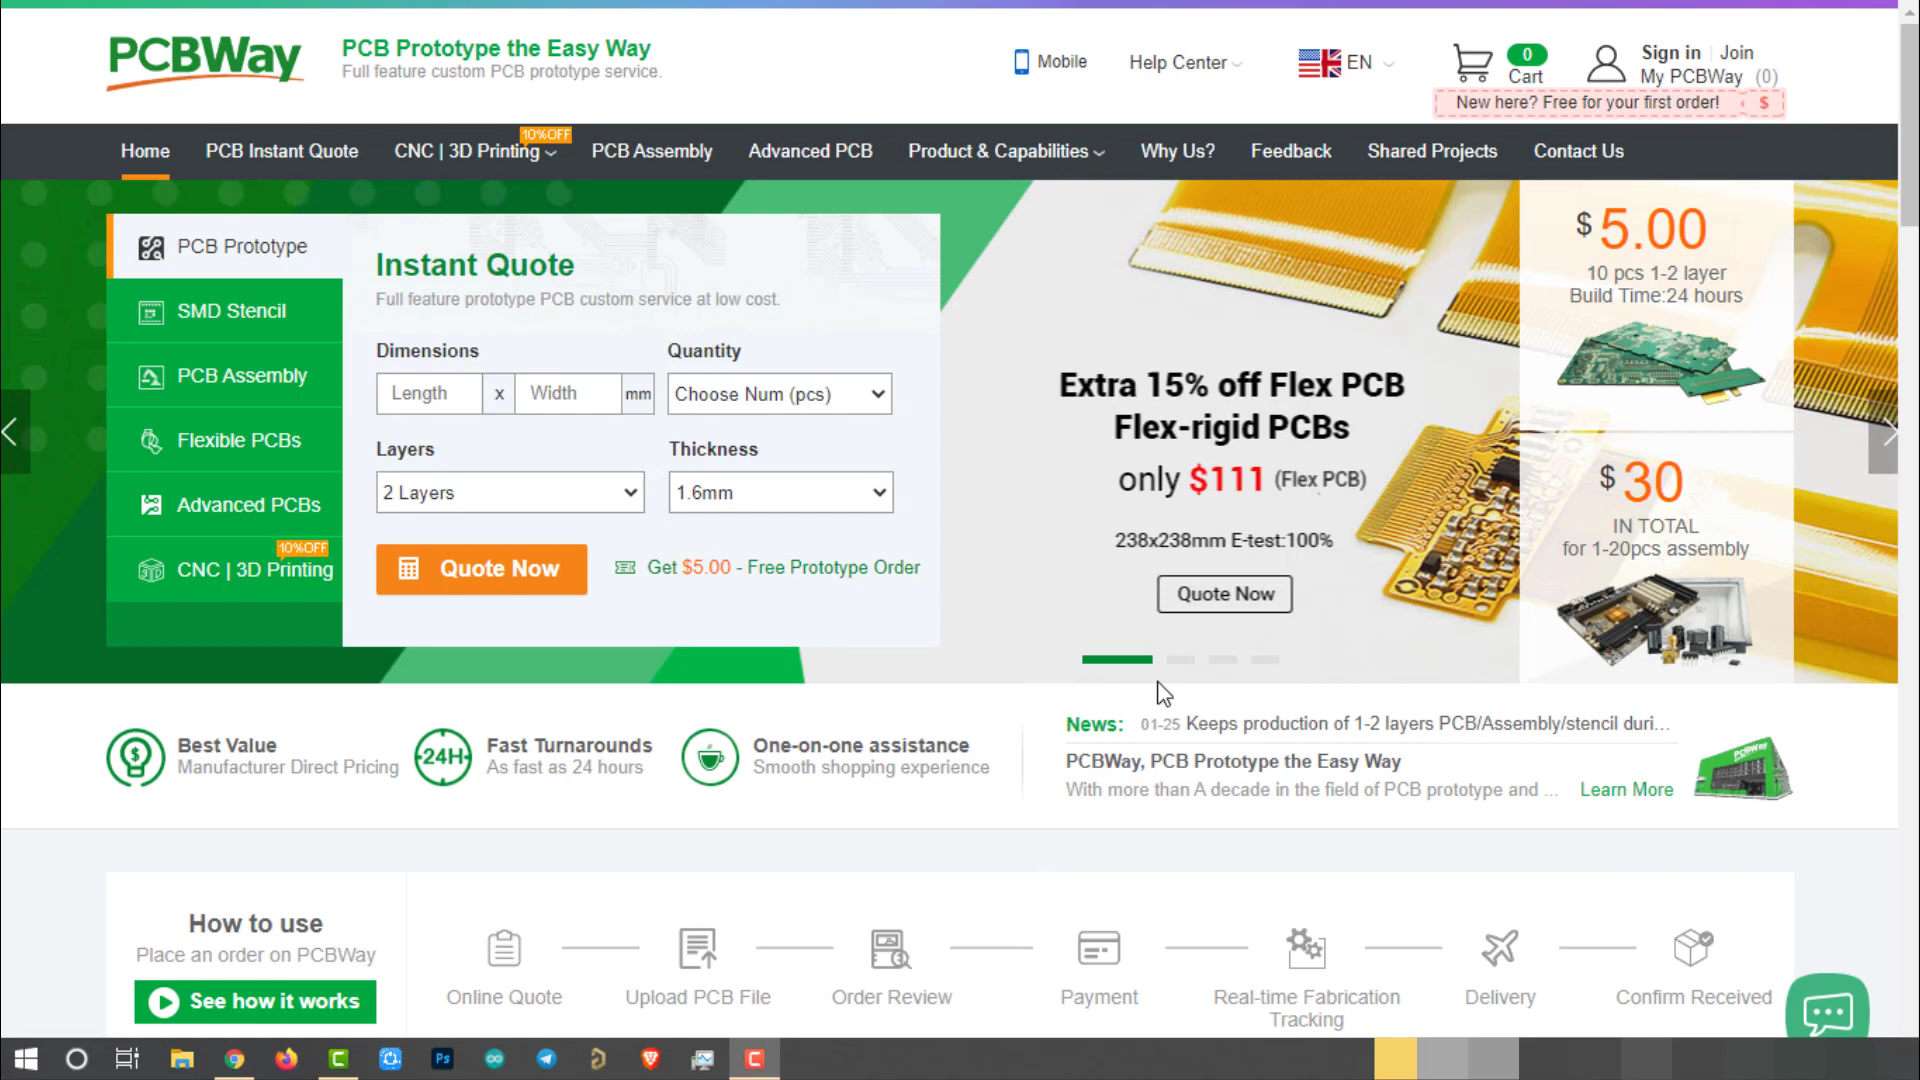 PCBWay
PCB Prototype the Easy Way
Full feature custom PCB prototype service.
Mobile
Help Center
EN
0
Cart
Sign in | Join
My PCBWay (0)
New here? Free for your first order! $
10%OFF
Home
PCB Instant Quote
CNC | 3D Printing
PCB Assembly
Advanced PCB
Product & Capabilities
Why Us?
Feedback
Shared Projects
Contact Us
PCB Prototype
SMD Stencil
PCB Assembly
Flexible PCBs
Advanced PCBs
10%OFF
CNC | 3D Printing
Instant Quote
Full feature prototype PCB custom service at low cost.
Dimensions
Quantity
Length x Width mm
Choose Num (pcs)
Layers
Thickness
2 Layers
1.6mm
Quote Now
Get $5.00 - Free Prototype Order
Extra 15% off Flex PCB
Flex-rigid PCBs
only $111 (Flex PCB)
238x238mm E-test:100%
Quote Now
$ 5.00
10 pcs 1-2 layer
Build Time:24 hours
$ 30
IN TOTAL
for 1-20pcs assembly
Best Value
Manufacturer Direct Pricing
24H
Fast Turnarounds
As fast as 24 hours
One-on-one assistance
Smooth shopping experience
News: 01-25 Keeps production of 1-2 layers PCB/Assembly/stencil duri...
PCBWay, PCB Prototype the Easy Way
With more than A decade in the field of PCB prototype and ... Learn More
PCBWay
How to use
Place an order on PCBWay
See how it works
Online Quote
Upload PCB File
Order Review
Payment
Real-time Fabrication
Tracking
Delivery
Confirm Received
Ps